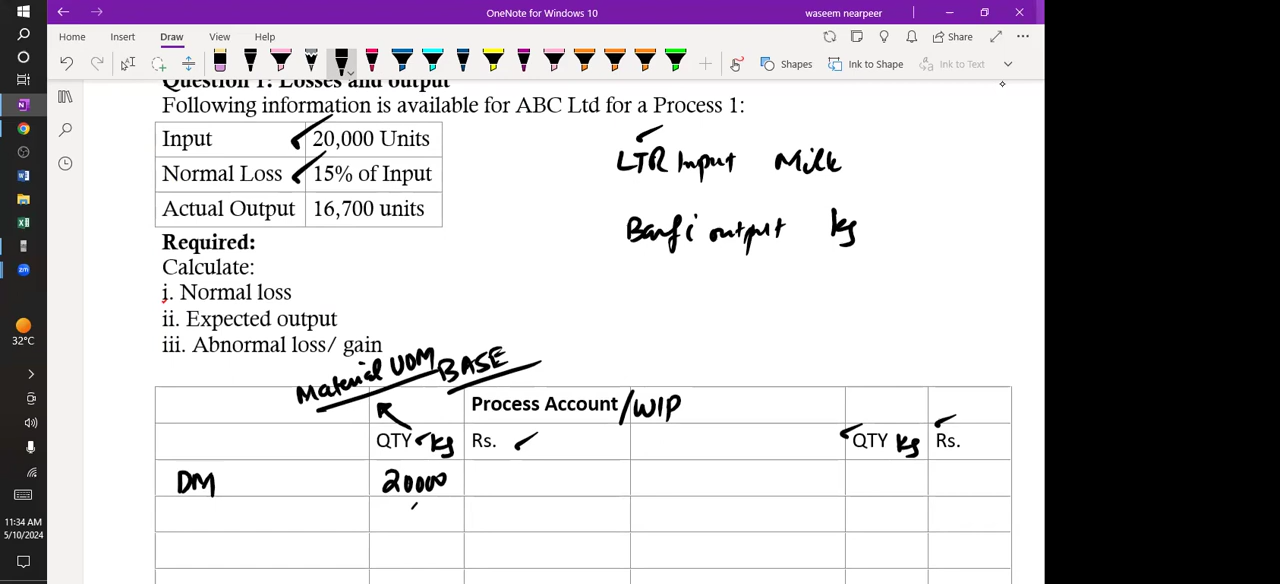 OneNote for Windows 10
waseem nearpeer
Home Insert Draw View Help
Share
Shapes Ink to Shape Ink to Text
Question 1: Losses and output
Following information is available for ABC Ltd for a Process 1:
Input 20,000 Units
Normal Loss 15% of Input
Actual Output 16,700 units
LTR Input Milk
Barfi output kg
Required:
Calculate:
i. Normal loss
ii. Expected output
iii. Abnormal loss/ gain
Material UOM BASE
Process Account /WIP
QTY kg Rs. QTY kg Rs.
DM 20000
32°C
11:34 AM
5/10/2024